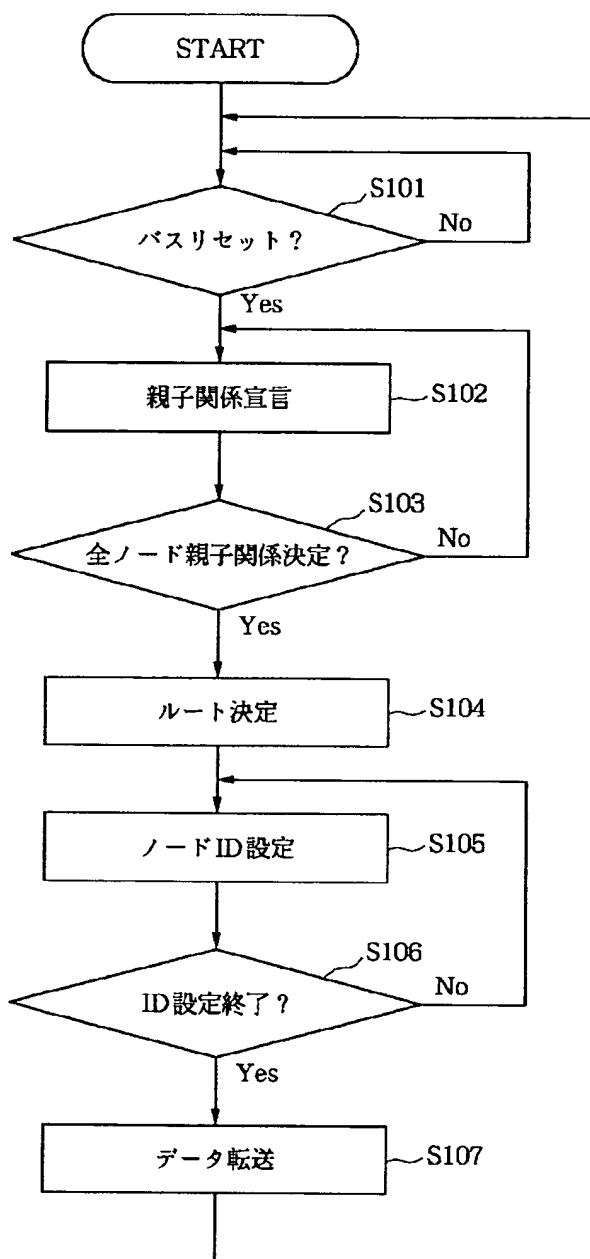 START
S101
バスリセット？
No
Yes
親子関係宣言
S102
S103
全ノード親子関係決定？
No
Yes
ルート決定
S104
ノードID設定
S105
S106
ID設定終了？
No
Yes
データ転送
S107